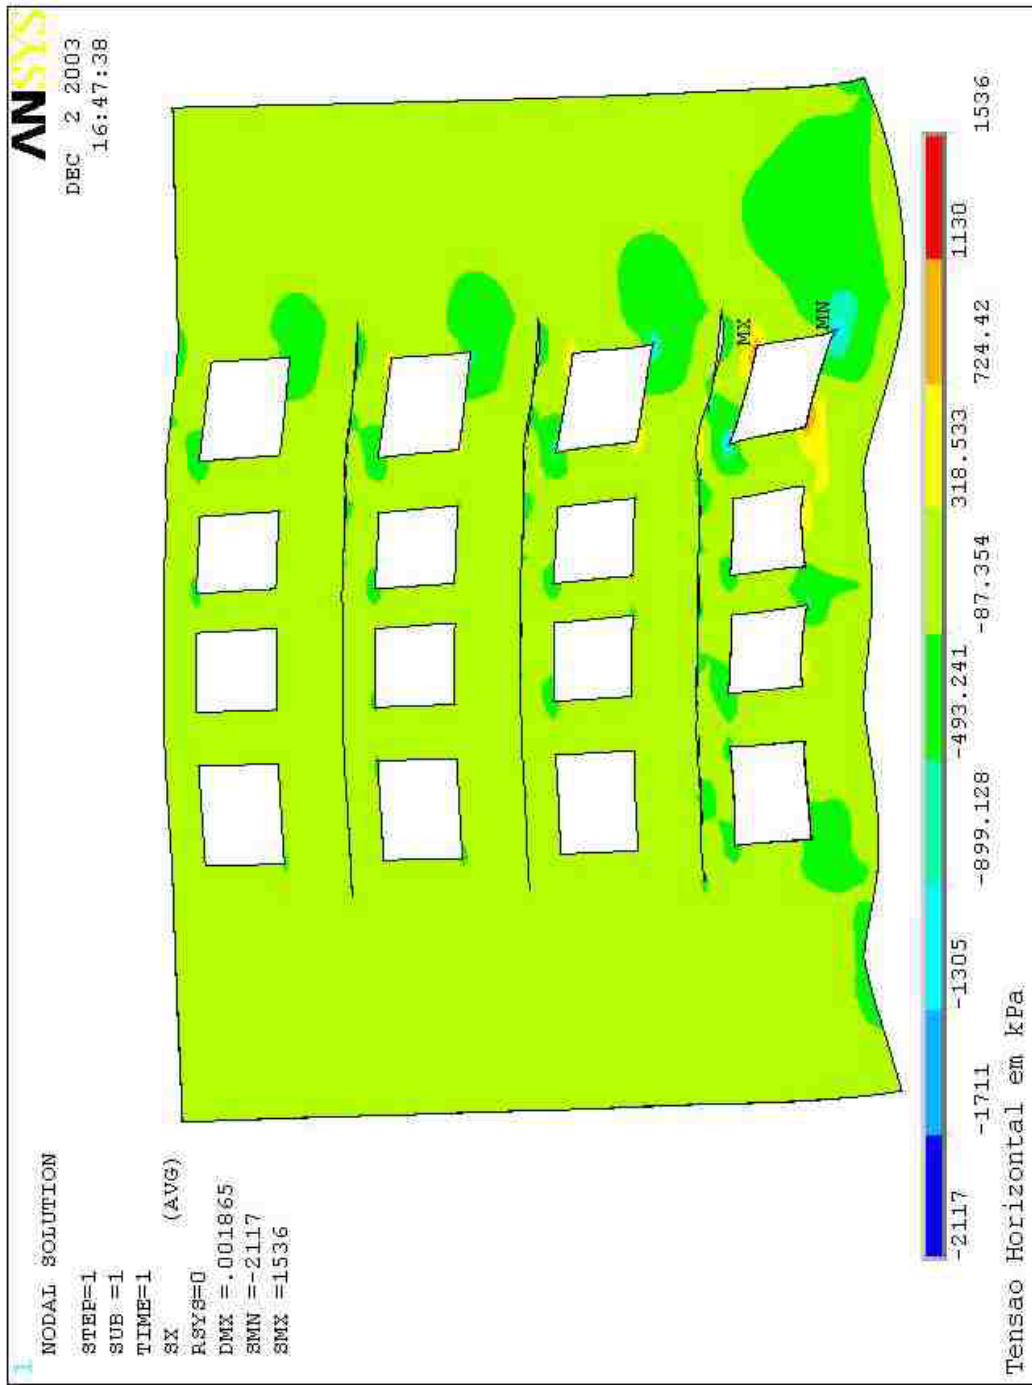 1
NODAL SOLUTION
STEP=1
SUB =1
TIME=1
SX (AVG)
RSYS=0
DMX =.001865
SMN =-2117
SMX =1536
ANSYS
DEC 2 2003
16:47:38
MX
MN
-2117
-1711
-1305
-899.128
-493.241
-87.354
318.533
724.42
1130
1536
Tensao Horizontal em kPa